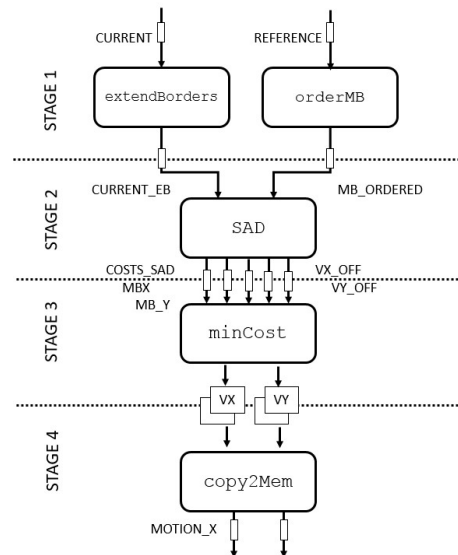 CURRENT
REFERENCE
STAGE 1
extendBorders
orderMB
CURRENT_EB
MB_ORDERED
STAGE 2
SAD
COSTS_SAD
VX_OFF
MBX
VY_OFF
MB_Y
STAGE 3
minCost
VX
VY
STAGE 4
copy2Mem
MOTION_X